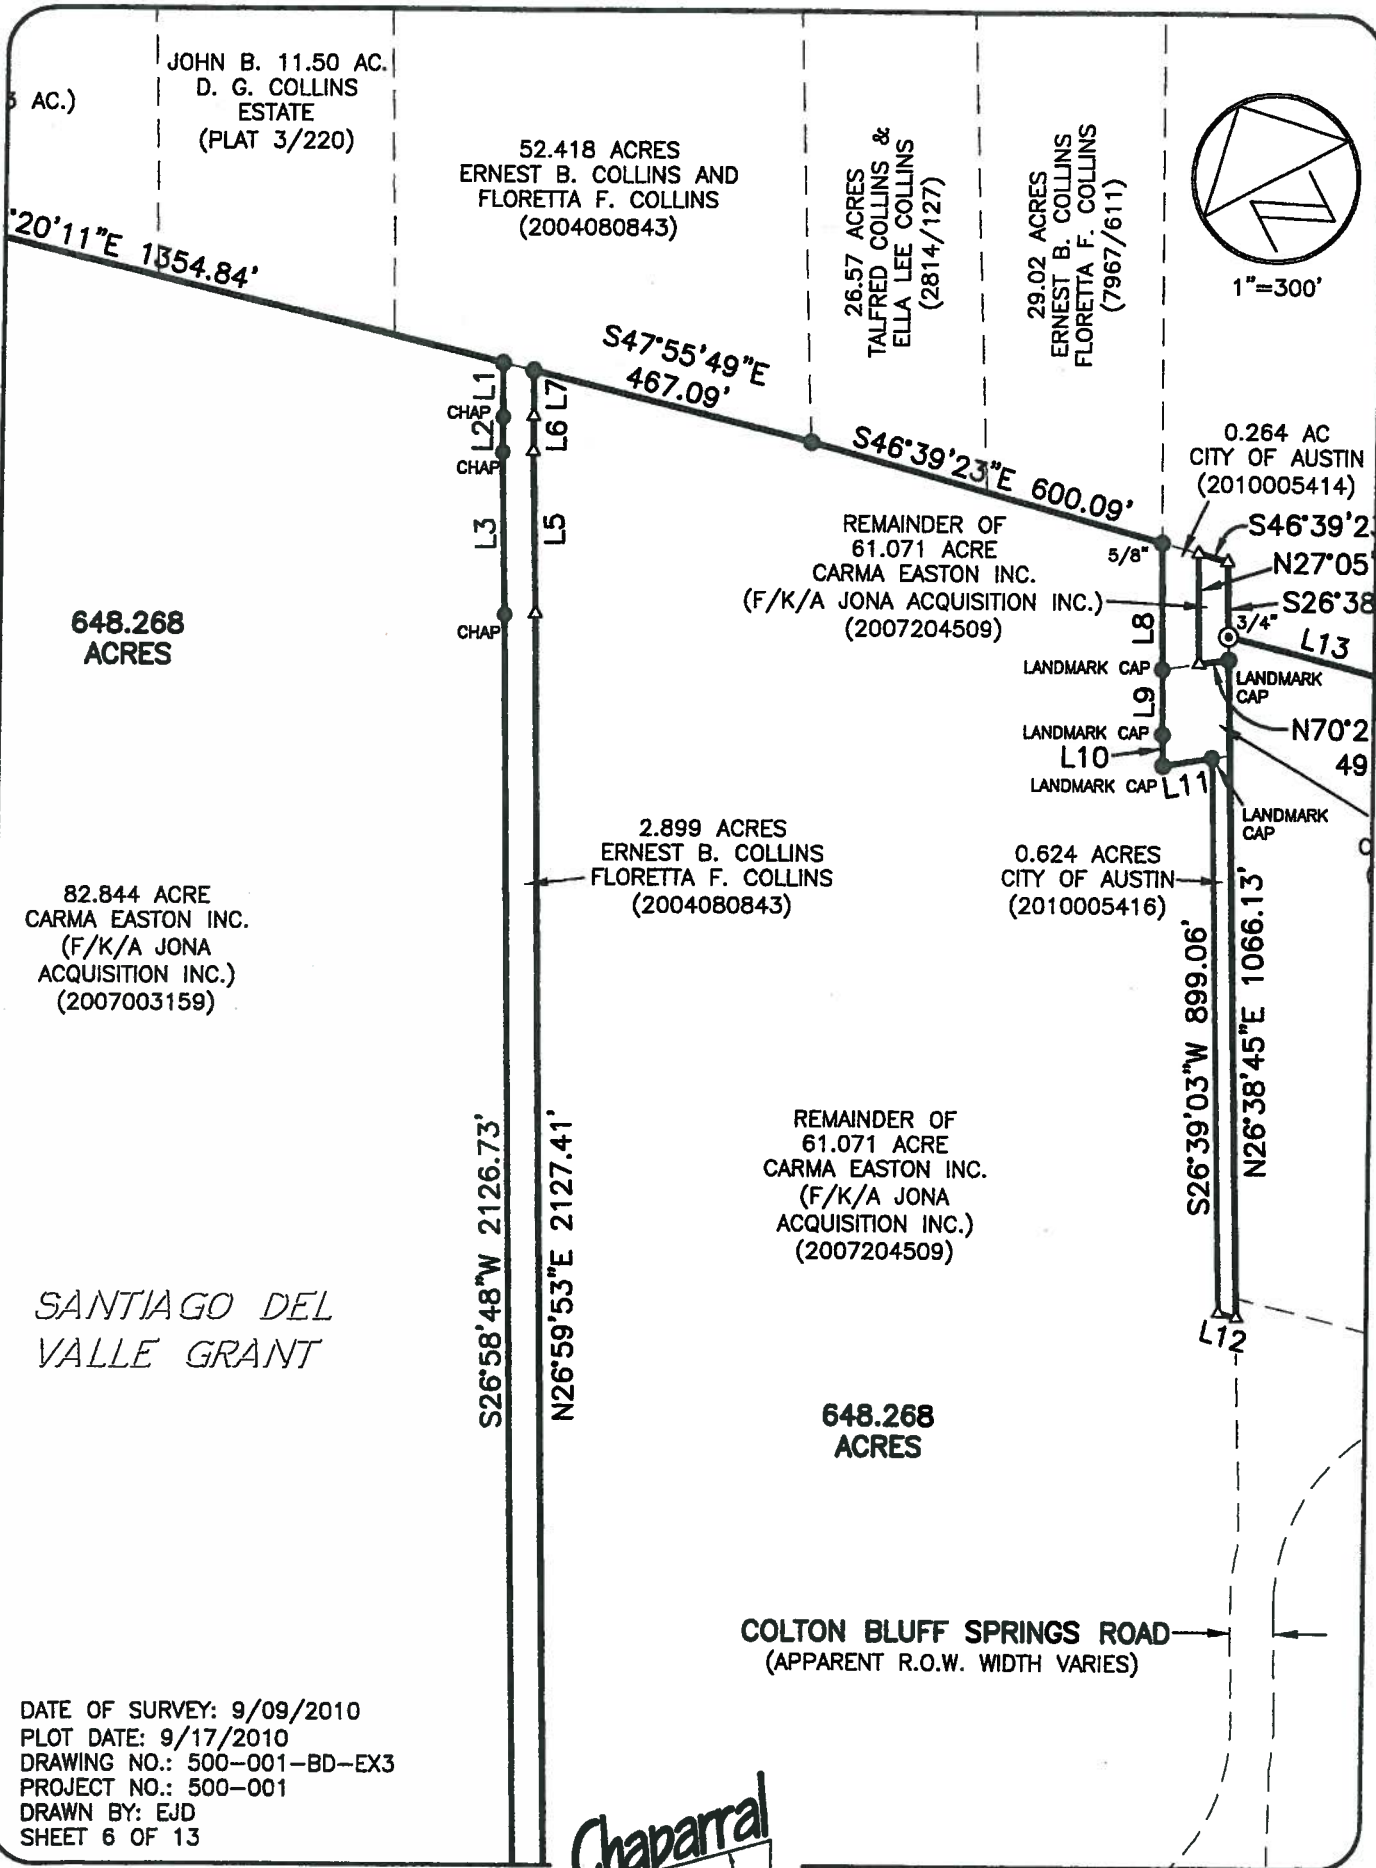 AC.)
JOHN B. 11.50 AC.
D. G. COLLINS
ESTATE
(PLAT 3/220)
52.418 ACRES
ERNEST B. COLLINS AND
FLORETTA F. COLLINS
(2004080843)
26.57 ACRES
TALFRED COLLINS &
ELLA LEE COLLINS
(2814/127)
29.02 ACRES
ERNEST B. COLLINS
FLORETTA F. COLLINS
(7967/611)
1"=300'
°20'11"E 1354.84'
S47°55'49"E
467.09'
S46°39'23"E 600.09'
0.264 AC
CITY OF AUSTIN
(2010005414)
S46°39'2
N27°05'
S26°38
3/4"
L13
5/8"
L1
CHAP
L2
CHAP
L3
CHAP
L7
L6
L5
REMAINDER OF
61.071 ACRE
CARMA EASTON INC.
(F/K/A JONA ACQUISITION INC.)
(2007204509)
L8
LANDMARK CAP
L9
LANDMARK CAP
L10
LANDMARK CAP
L11
LANDMARK
CAP
N70°2
49
LANDMARK
CAP
648.268
ACRES
82.844 ACRE
CARMA EASTON INC.
(F/K/A JONA
ACQUISITION INC.)
(2007003159)
2.899 ACRES
ERNEST B. COLLINS
FLORETTA F. COLLINS
(2004080843)
0.624 ACRES
CITY OF AUSTIN
(2010005416)
S26°39'03"W 899.06'
N26°38'45"E 1066.13'
S26°58'48"W 2126.73'
N26°59'53"E 2127.41'
REMAINDER OF
61.071 ACRE
CARMA EASTON INC.
(F/K/A JONA
ACQUISITION INC.)
(2007204509)
L12
SANTIAGO DEL
VALLE GRANT
648.268
ACRES
COLTON BLUFF SPRINGS ROAD
(APPARENT R.O.W. WIDTH VARIES)
DATE OF SURVEY: 9/09/2010
PLOT DATE: 9/17/2010
DRAWING NO.: 500-001-BD-EX3
PROJECT NO.: 500-001
DRAWN BY: EJD
SHEET 6 OF 13
Chaparral